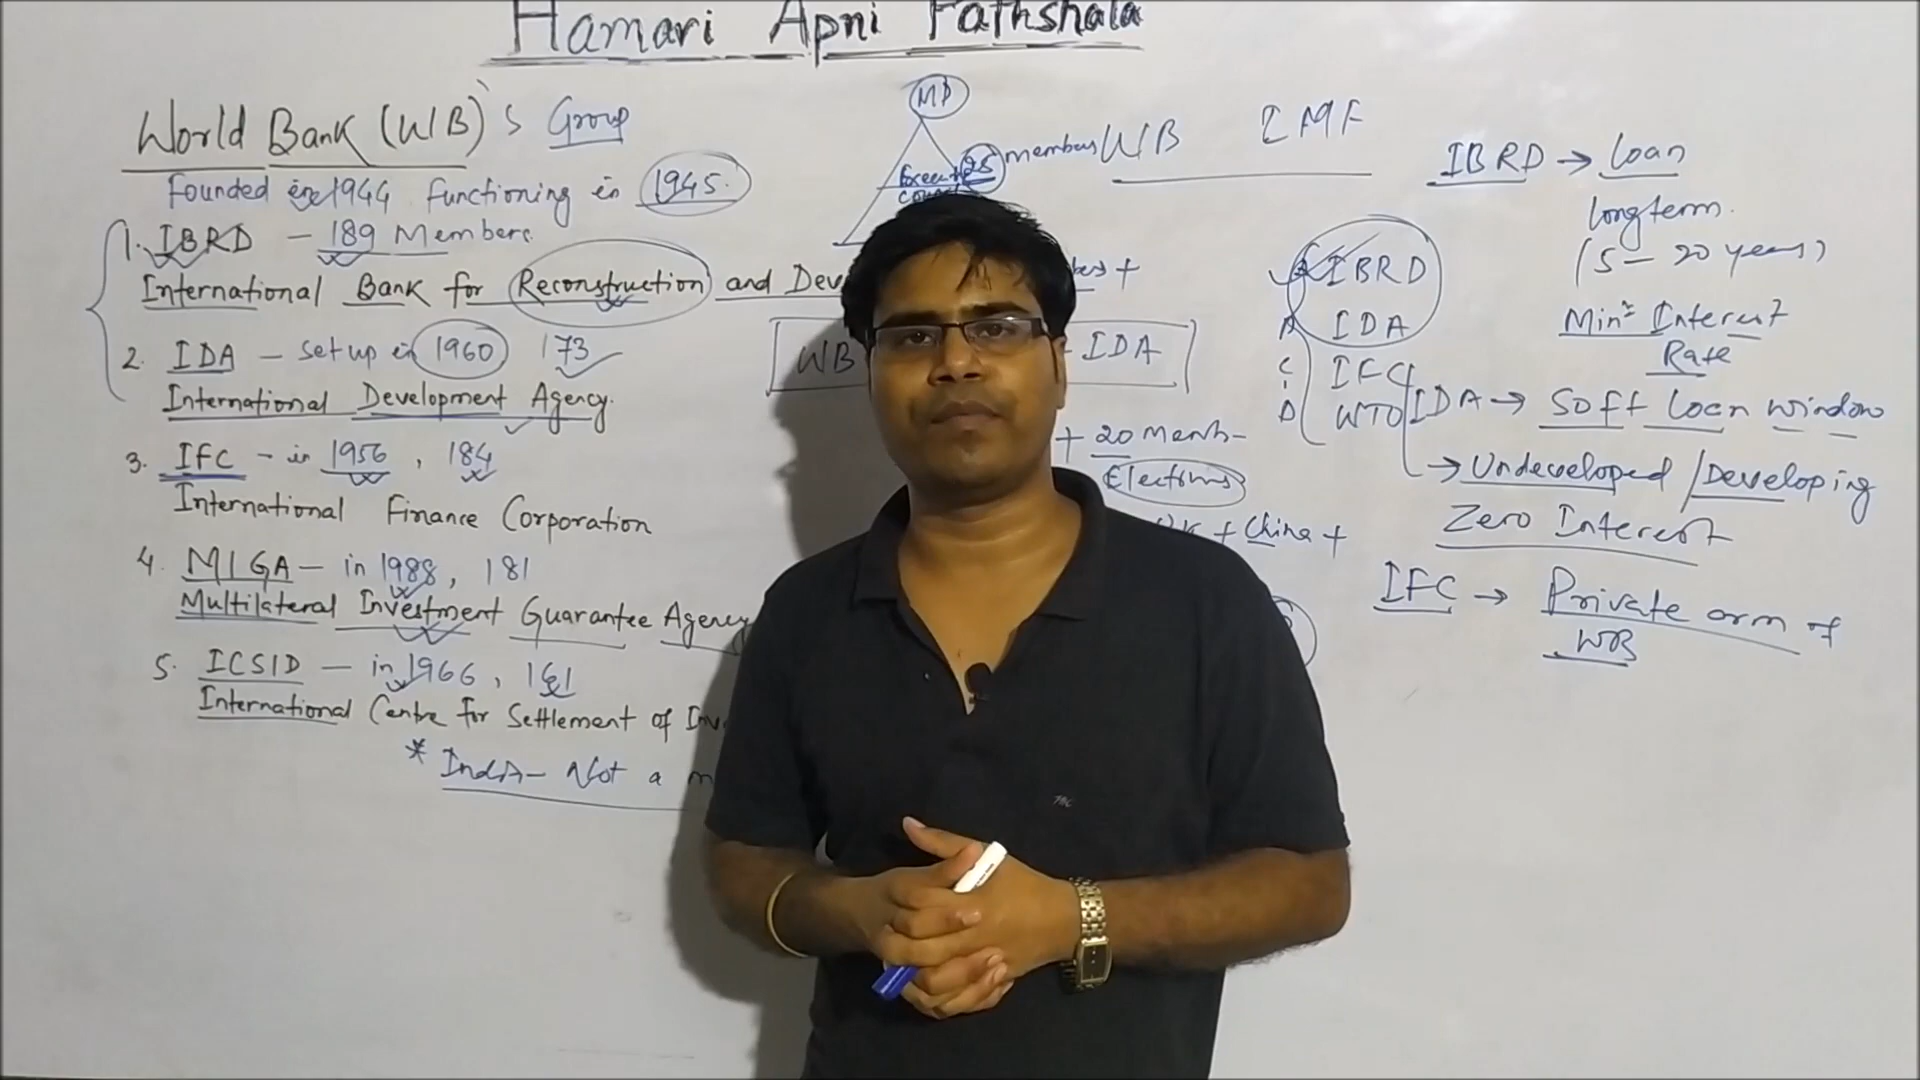 Hamari Apni Pathshala
World Bank (WB)'s Group
Founded in 1944 functioning in 1945.
1. IBRD - 189 Members.
International Bank for Reconstruction and Deve
2. IDA - Setup in 1960 173
International Development Agency.
3. IFC - in 1956, 184
International Finance Corporation
4. MIGA - in 1988, 181
Multilateral Investment Guarantee Agency
5. ICSID - in 1966, 161
International Centre for Settlement of Inv
* India - Not a m
MD
25 members
WB IMF
WB + IDA
+ 20 Memb-
Elections
+ China +
IBRD
IDA
IFC
WTO
A
C
I
D
IBRD → loan
long term.
(5 - 20 years)
Min= Interest
Rate
IDA → Soft Loan window
→ Undeveloped / Developing
Zero Interest
IFC → Private arm of
WB